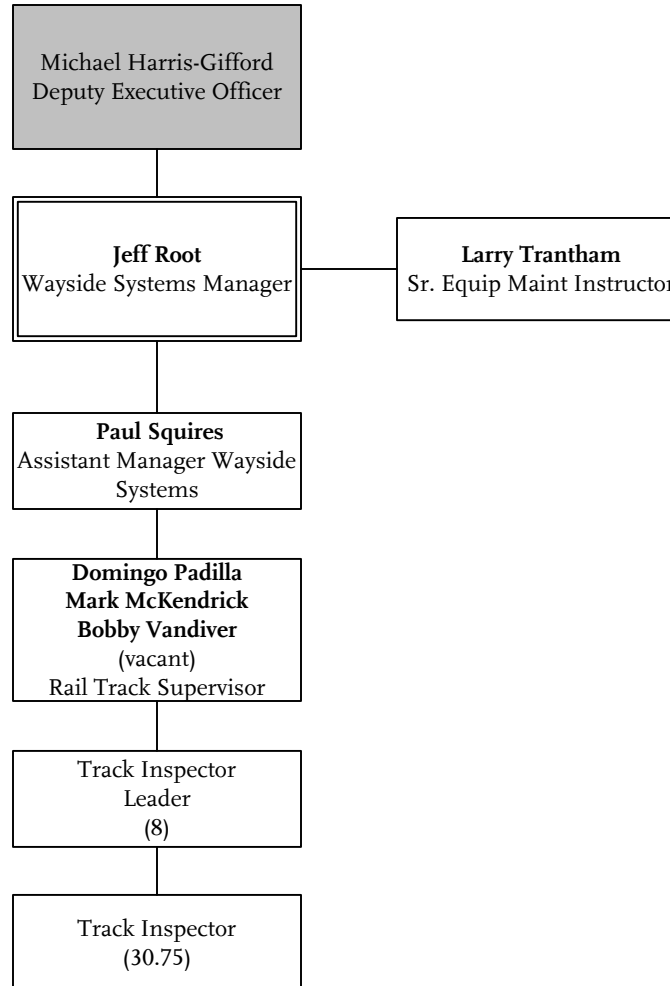 Michael Harris-Gifford
Deputy Executive Officer
Jeff Root
Wayside Systems Manager
Larry Trantham
Sr. Equip Maint Instructor
Paul Squires
Assistant Manager Wayside
Systems
Domingo Padilla
Mark McKendrick
Bobby Vandiver
(vacant)
Rail Track Supervisor
Track Inspector
Leader
(8)
Track Inspector
(30.75)